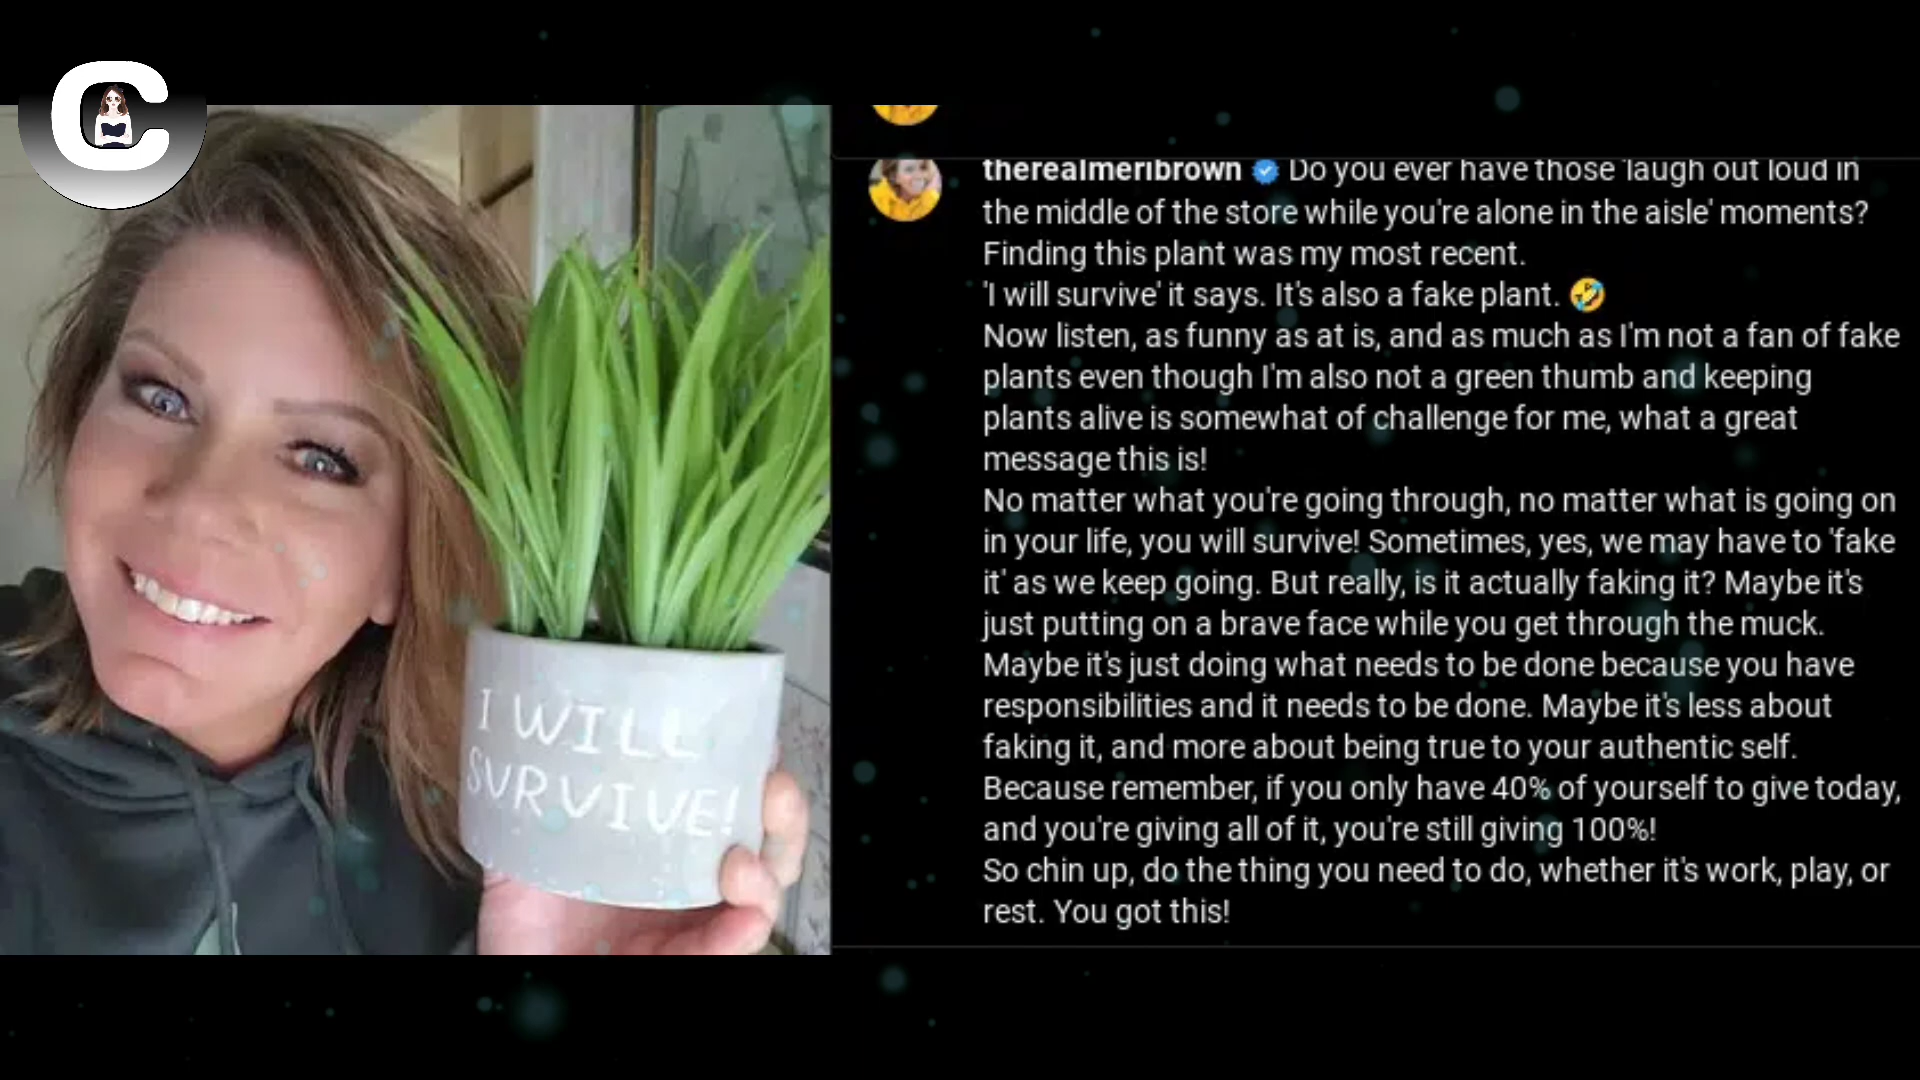 C
therealmeribrown Do you ever have those 'laugh out loud in
the middle of the store while you're alone in the aisle' moments?
Finding this plant was my most recent.
'I will survive' it says. It's also a fake plant. 🤣
Now listen, as funny as at is, and as much as I'm not a fan of fake
plants even though I'm also not a green thumb and keeping
plants alive is somewhat of challenge for me, what a great
message this is!
No matter what you're going through, no matter what is going on
in your life, you will survive! Sometimes, yes, we may have to 'fake
it' as we keep going. But really, is it actually faking it? Maybe it's
just putting on a brave face while you get through the muck.
Maybe it's just doing what needs to be done because you have
responsibilities and it needs to be done. Maybe it's less about
faking it, and more about being true to your authentic self.
Because remember, if you only have 40% of yourself to give today,
and you're giving all of it, you're still giving 100%!
So chin up, do the thing you need to do, whether it's work, play, or
rest. You got this!
I WILL
SURVIVE!